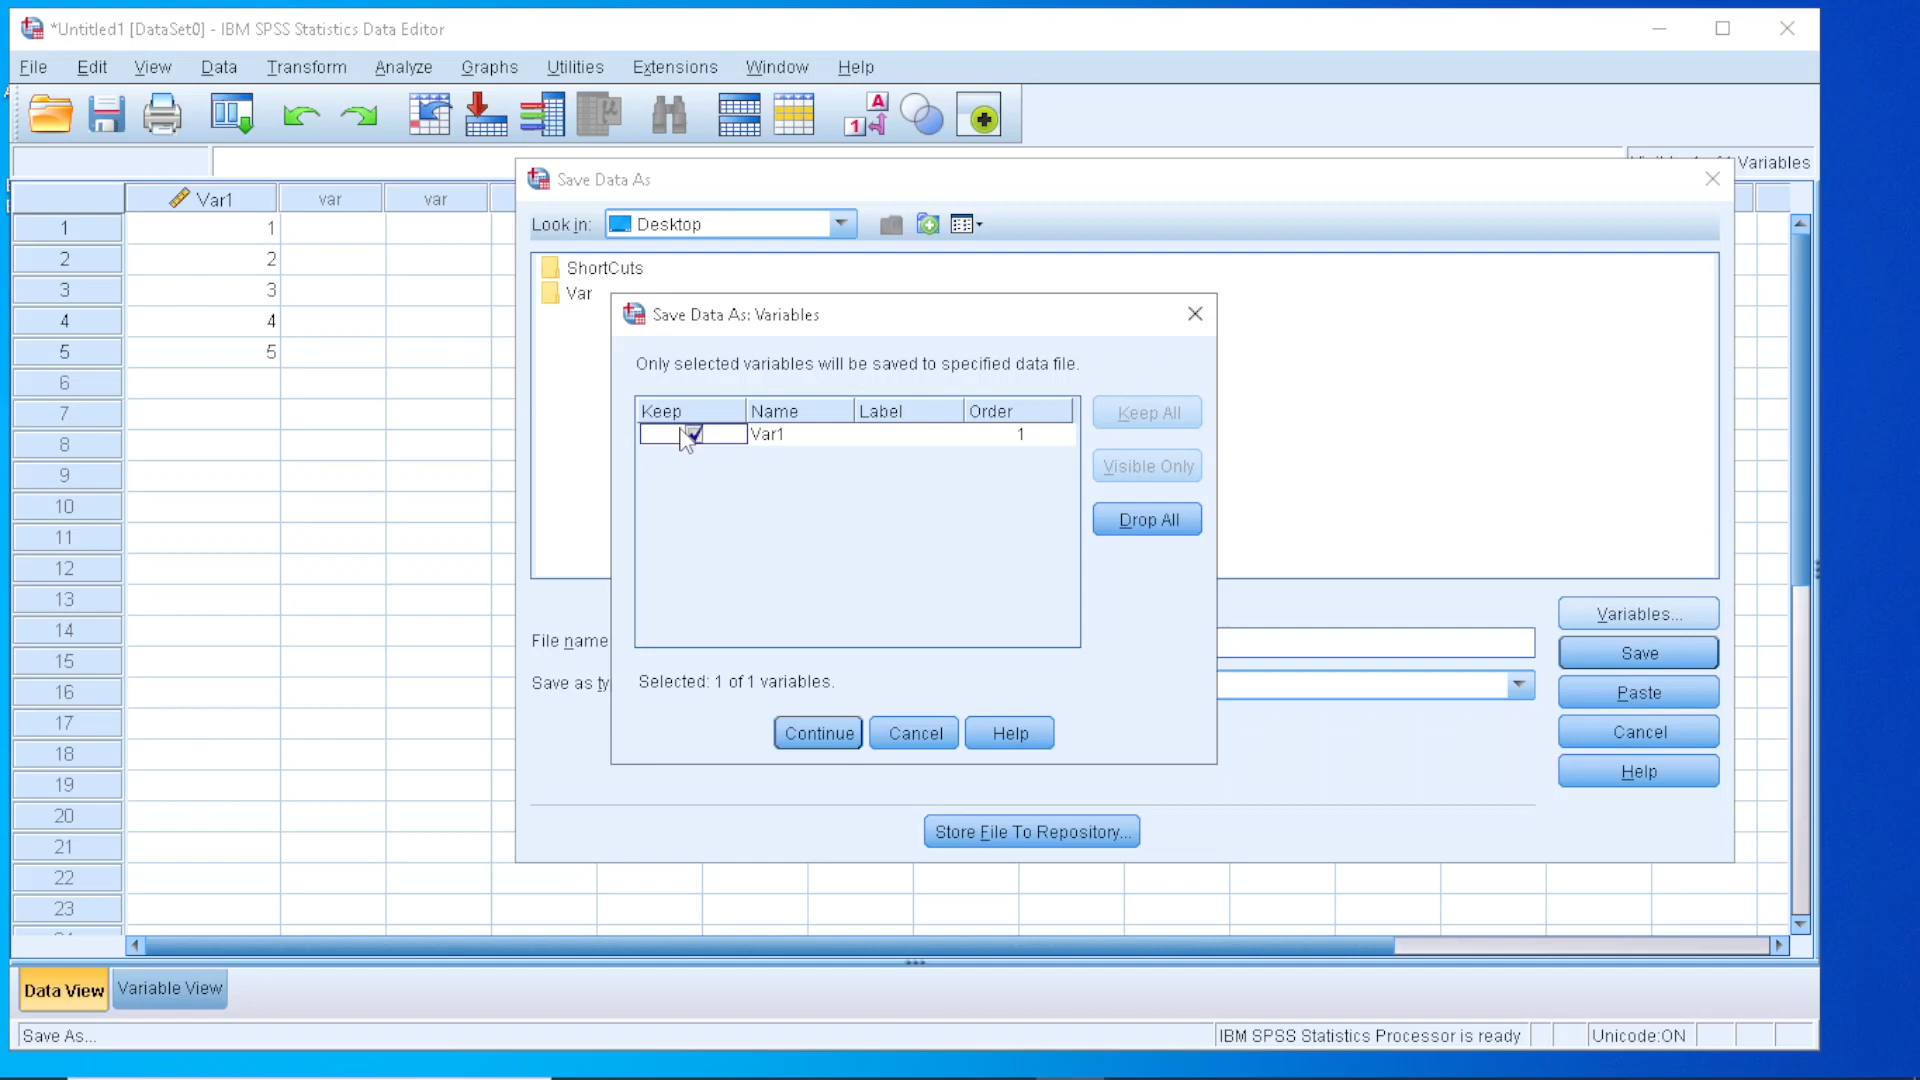 *Untitled1 [DataSet0] - IBM SPSS Statistics Data Editor
File Edit View Data Transform Analyze Graphs Utilities Extensions Window Help
Variables
Save Data As
Var1 var var
Look in: Desktop
1 1
2 2
3 3
4 4
5 5
6
7
8
9
10
11
12
13
14
15
16
17
18
19
20
21
22
23
ShortCuts
Var
Save Data As: Variables
Only selected variables will be saved to specified data file.
Keep Name Label Order
Var1 1
Keep All
Visible Only
Drop All
Selected: 1 of 1 variables.
Continue Cancel Help
File name
Save as ty
Variables...
Save
Paste
Cancel
Help
Store File To Repository...
Data View Variable View
Save As... IBM SPSS Statistics Processor is ready Unicode:ON